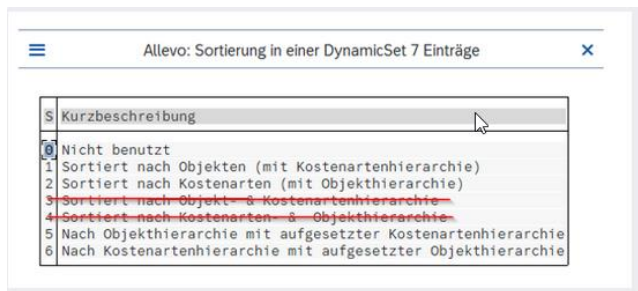 Allevo: Sortierung in einer DynamicSet 7 Einträge
S Kurzbeschreibung
0 Nicht benutzt
1 Sortiert nach Objekten (mit Kostenartenhierarchie)
2 Sortiert nach Kostenarten (mit Objekthierarchie)
3 Sortiert nach Objekt- & Kostenartenhierarchie
4 Sortiert nach Kostenarten- & Objekthierarchie
5 Nach Objekthierarchie mit aufgesetzter Kostenartenhierarchie
6 Nach Kostenartenhierarchie mit aufgesetzter Objekthierarchie